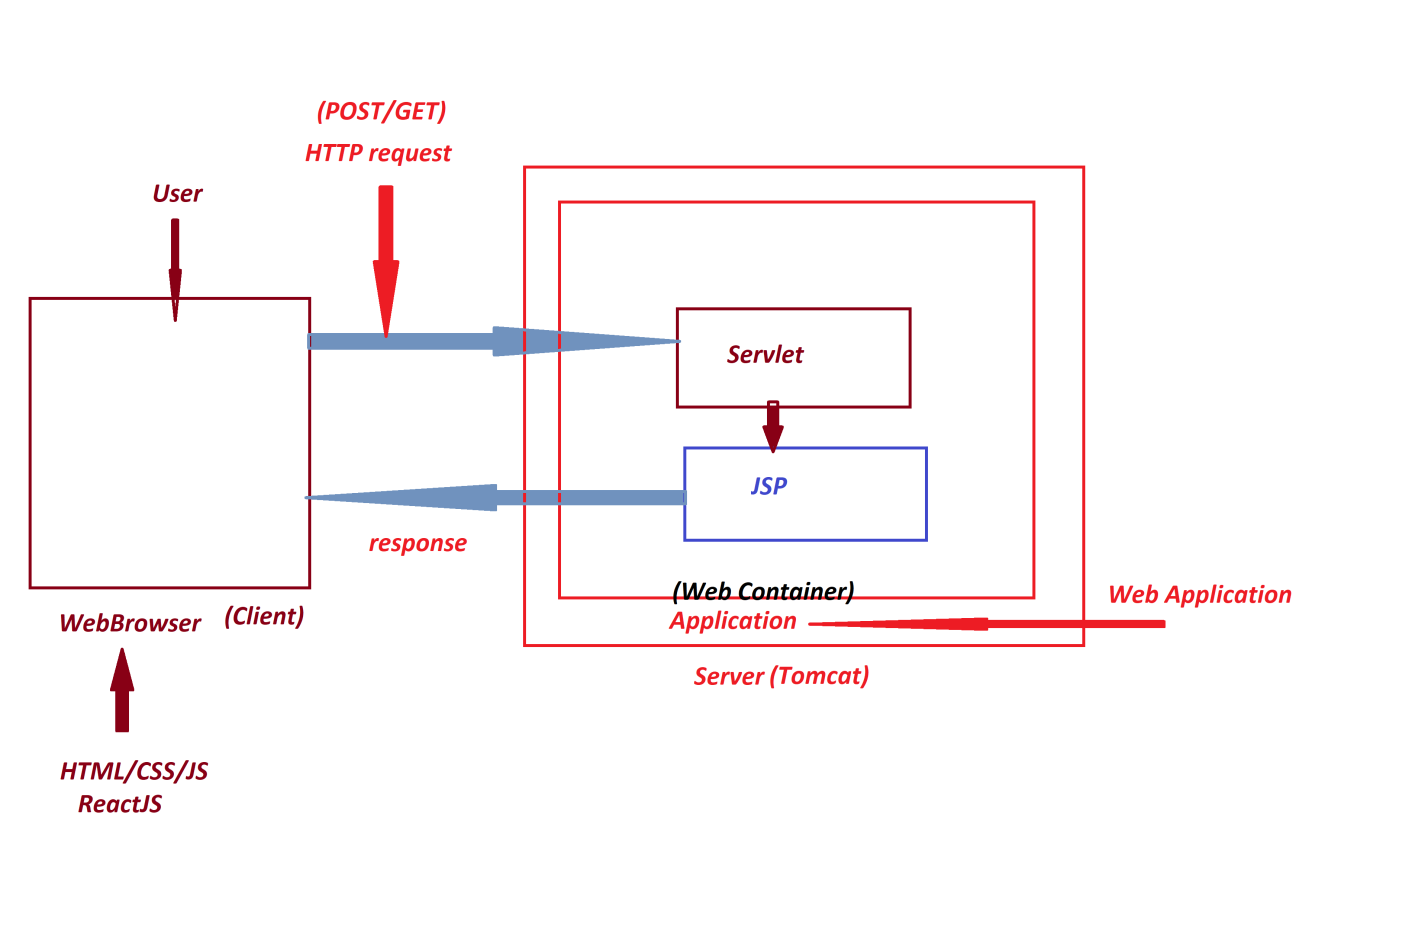 (POST/GET)
HTTP request
User
Servlet
JSP
response
(Web Container)
Application
Web Application
Server (Tomcat)
WebBrowser
(Client)
HTML/CSS/JS
ReactJS